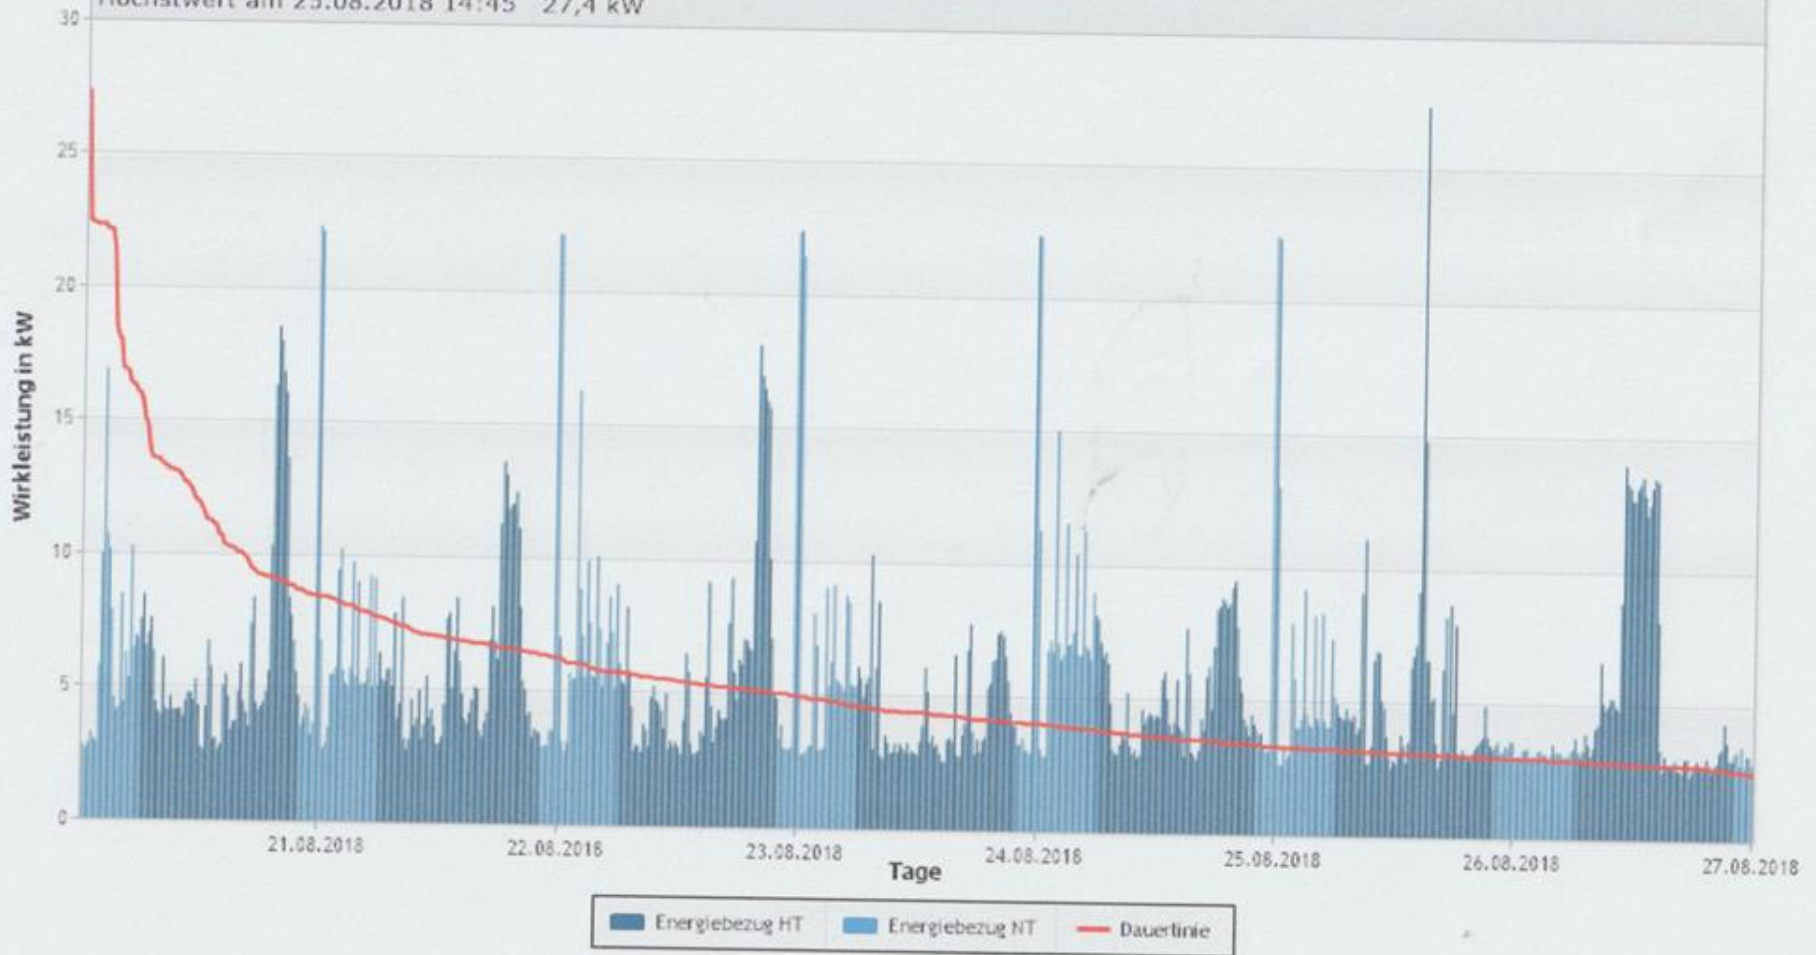 Höchstwert am 25.08.2018 14:45 27,4 kW
30
25
20
15
10
5
0
Wirkleistung in kW
21.08.2018
22.08.2018
23.08.2018
24.08.2018
25.08.2018
26.08.2018
27.08.2018
Tage
Energiebezug HT
Energiebezug NT
Dauerlinie